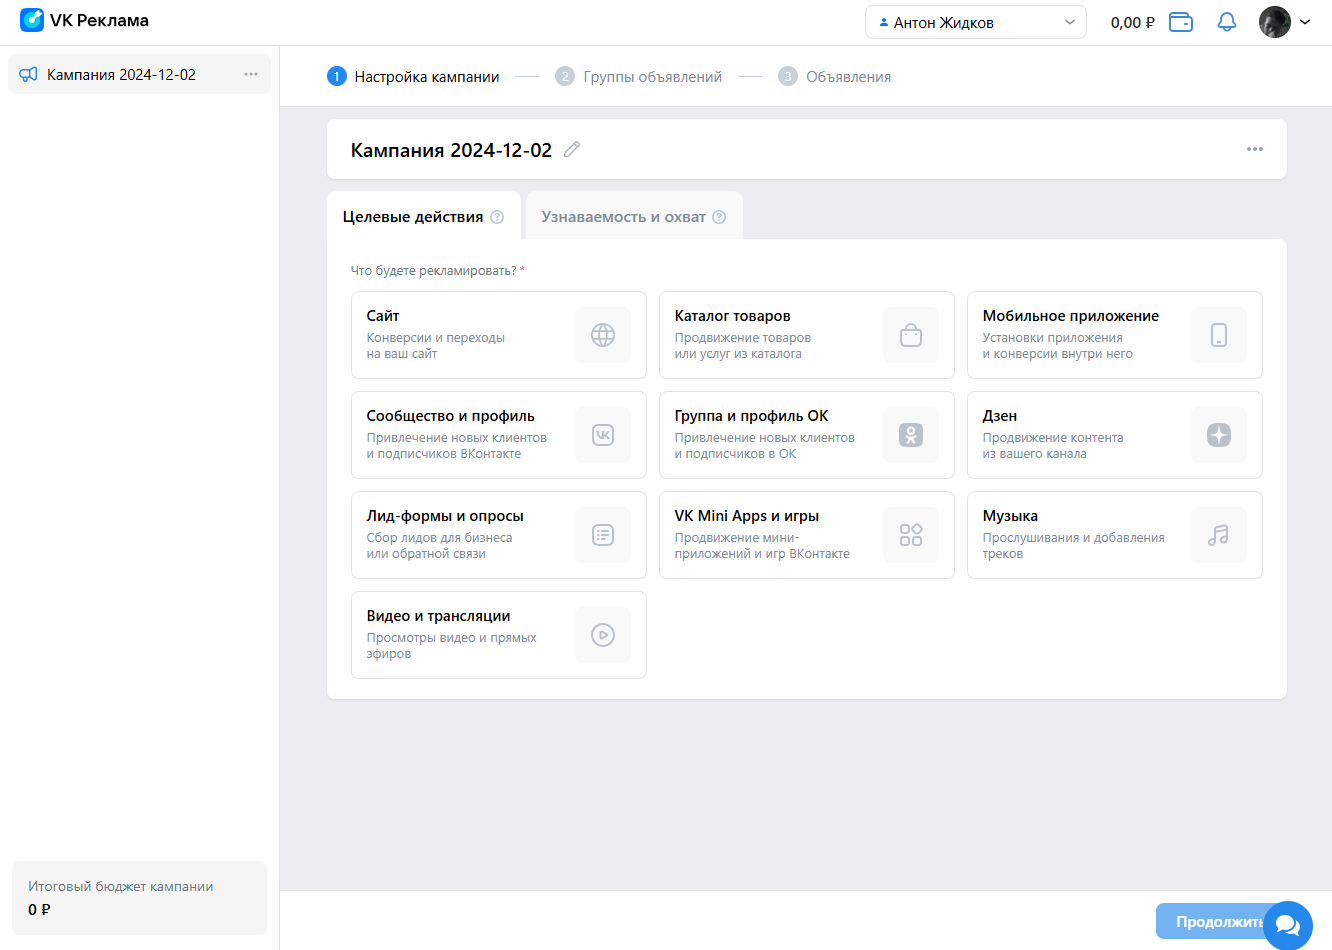 VK Реклама
Антон Жидков
0,00 ₽
Кампания 2024-12-02
1 Настройка кампании
2 Группы объявлений
3 Объявления
Кампания 2024-12-02
Целевые действия
Узнаваемость и охват
Что будете рекламировать? *
Сайт
Конверсии и переходы
на ваш сайт
Каталог товаров
Продвижение товаров
или услуг из каталога
Мобильное приложение
Установки приложения
и конверсии внутри него
Сообщество и профиль
Привлечение новых клиентов
и подписчиков ВКонтакте
Группа и профиль ОК
Привлечение новых клиентов
и подписчиков в ОК
Дзен
Продвижение контента
из вашего канала
Лид-формы и опросы
Сбор лидов для бизнеса
или обратной связи
VK Mini Apps и игры
Продвижение мини-
приложений и игр ВКонтакте
Музыка
Прослушивания и добавления
треков
Видео и трансляции
Просмотры видео и прямых
эфиров
Итоговый бюджет кампании
0 ₽
Продолжить